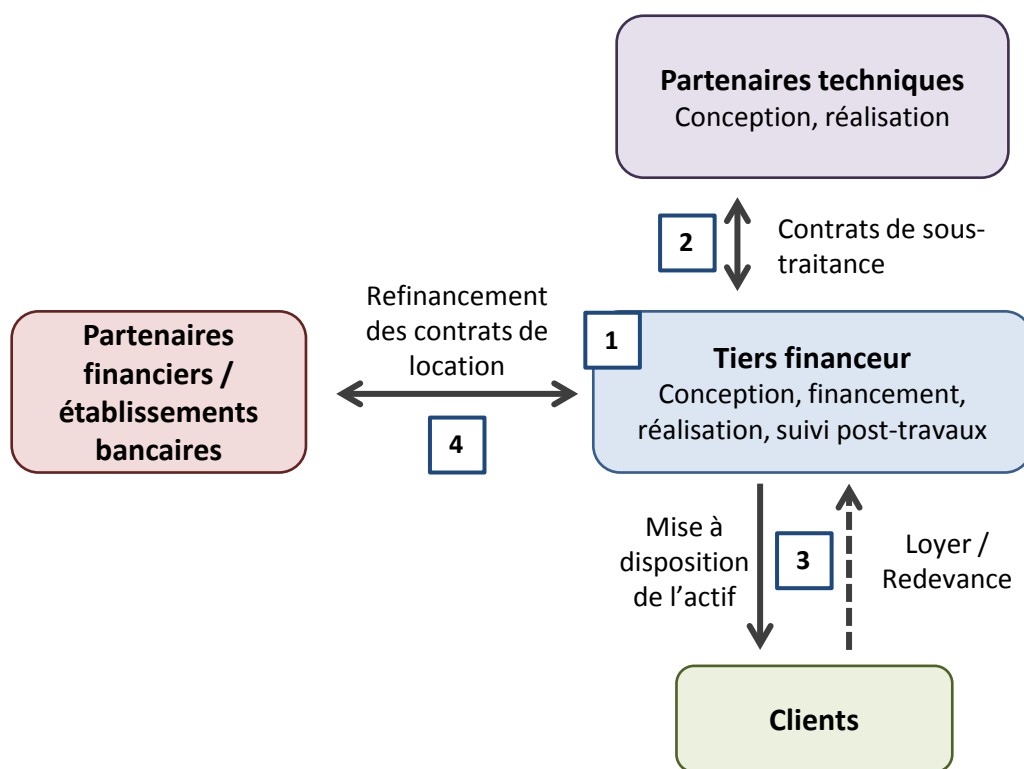 Partenaires techniques
Conception, réalisation
2
Contrats de sous-
traitance
Refinancement
des contrats de
location
4
Partenaires
financiers /
établissements
bancaires
1
Tiers financeur
Conception, financement,
réalisation, suivi post-travaux
Mise à
disposition
de l’actif
3
Loyer /
Redevance
Clients